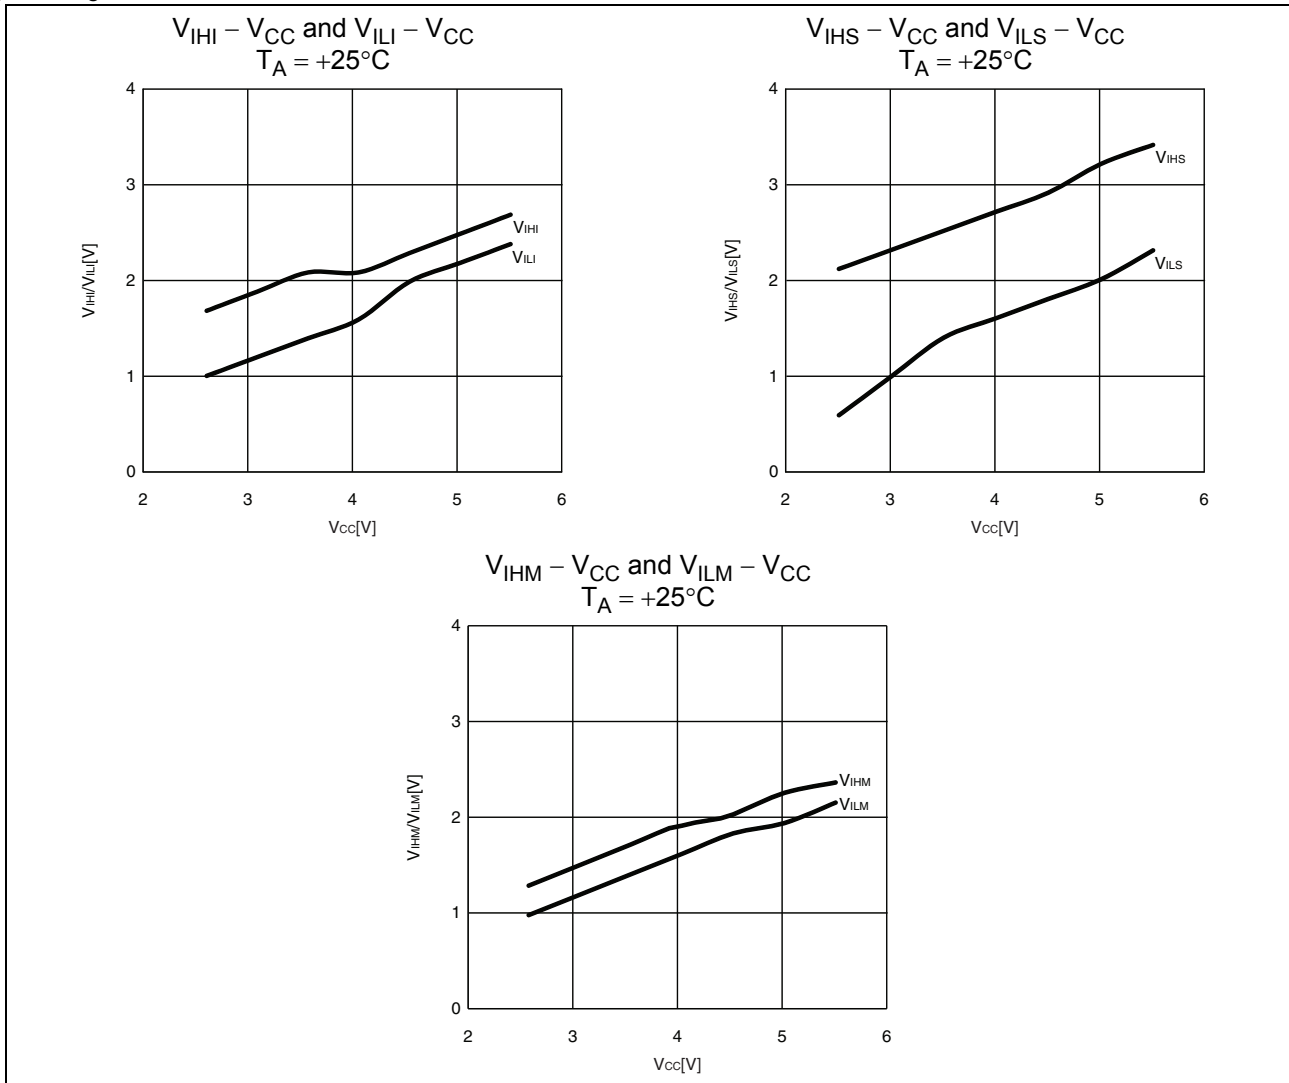 VIHI – VCC and VILI – VCC
TA = +25°C
4
3
2
1
0
2 3 4 5 6
VIHI/VILI[V]
VCC[V]
VIHI
VILI
VIHS – VCC and VILS – VCC
TA = +25°C
4
3
2
1
0
2 3 4 5 6
VIHS/VILS[V]
VCC[V]
VIHS
VILS
VIHM – VCC and VILM – VCC
TA = +25°C
4
3
2
1
0
2 3 4 5 6
VIHM/VILM[V]
VCC[V]
VIHM
VILM